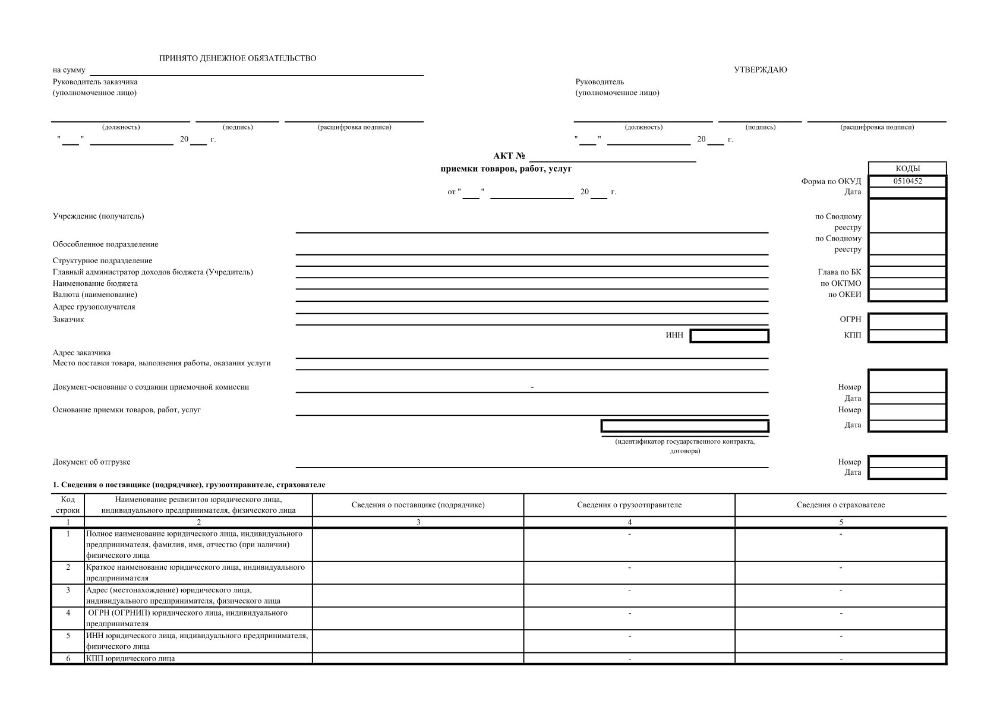 ПРИНЯТО ДЕНЕЖНОЕ ОБЯЗАТЕЛЬСТВО
на сумму
УТВЕРЖДАЮ
Руководитель заказчика
(уполномоченное лицо)
Руководитель
(уполномоченное лицо)
(должность) (подпись) (расшифровка подписи)
(должность) (подпись) (расшифровка подписи)
" " 20 г.
" " 20 г.
АКТ №
приемки товаров, работ, услуг
КОДЫ
Форма по ОКУД 0510452
от " " 20 г.
Дата
Учреждение (получатель)
по Сводному
реестру
Обособленное подразделение
по Сводному
реестру
Структурное подразделение
Главный администратор доходов бюджета (Учредитель) Глава по БК
Наименование бюджета по ОКТМО
Валюта (наименование) по ОКЕИ
Адрес грузополучателя
Заказчик ОГРН
ИНН КПП
Адрес заказчика
Место поставки товара, выполнения работы, оказания услуги
Документ-основание о создании приемочной комиссии - Номер
Дата
Основание приемки товаров, работ, услуг Номер
Дата
(идентификатор государственного контракта,
договора)
Документ об отгрузке Номер
Дата
1. Сведения о поставщике (подрядчике), грузоотправителе, страхователе
Код
строки
Наименование реквизитов юридического лица,
индивидуального предпринимателя, физического лица
Сведения о поставщике (подрядчике)
Сведения о грузоотправителе
Сведения о страхователе
1 2 3 4 5
1 Полное наименование юридического лица, индивидуального - -
предпринимателя, фамилия, имя, отчество (при наличии)
физического лица
2 Краткое наименование юридического лица, индивидуального - -
предпринимателя
3 Адрес (местонахождение) юридического лица, - -
индивидуального предпринимателя, физического лица
4 ОГРН (ОГРНИП) юридического лица, индивидуального - -
предпринимателя
5 ИНН юридического лица, индивидуального предпринимателя, - -
физического лица
6 КПП юридического лица - -